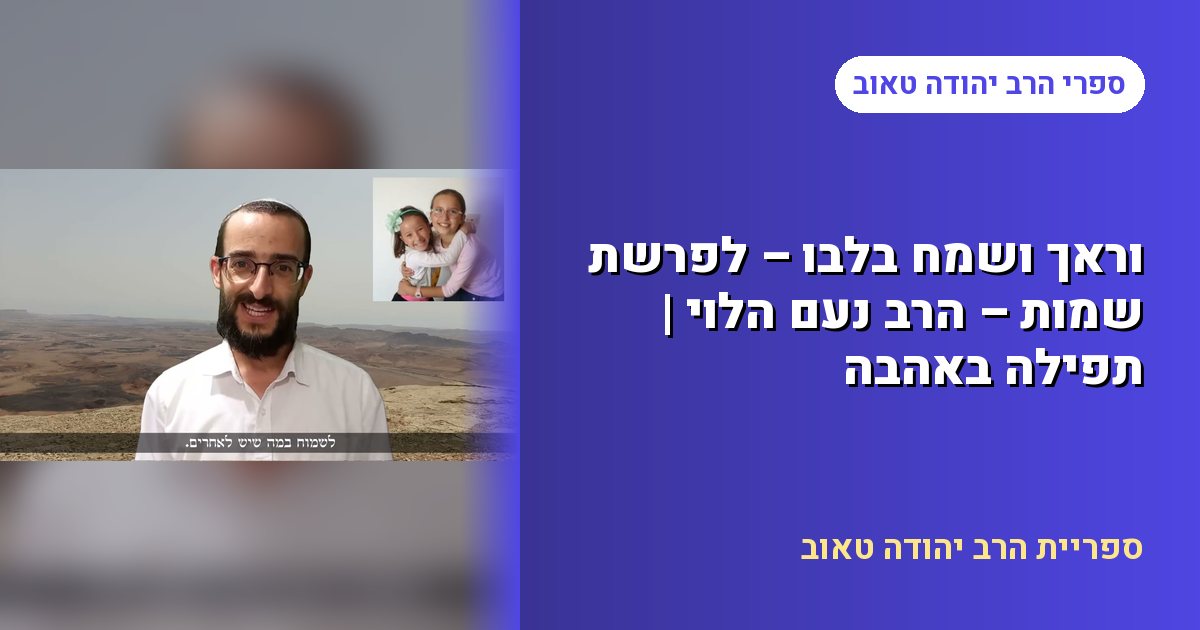 ספרי הרב יהודה טאוב
וראך ושמח בלבו – לפרשת
שמות – הרב נעם הלוי |
תפילה באהבה
לשמוח במה שיש לאחרים.
ספריית הרב יהודה טאוב